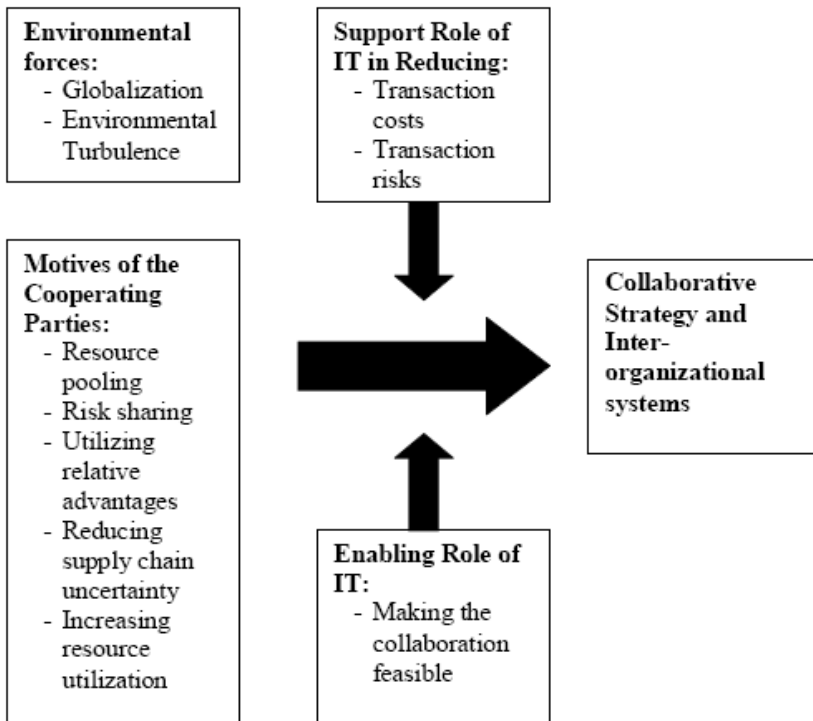 Environmental
forces:
- Globalization
- Environmental
Turbulence
Support Role of
IT in Reducing:
- Transaction
costs
- Transaction
risks
Motives of the
Cooperating
Parties:
- Resource
pooling
- Risk sharing
- Utilizing
relative
advantages
- Reducing
supply chain
uncertainty
- Increasing
resource
utilization
Collaborative
Strategy and
Inter-
organizational
systems
Enabling Role of
IT:
- Making the
collaboration
feasible